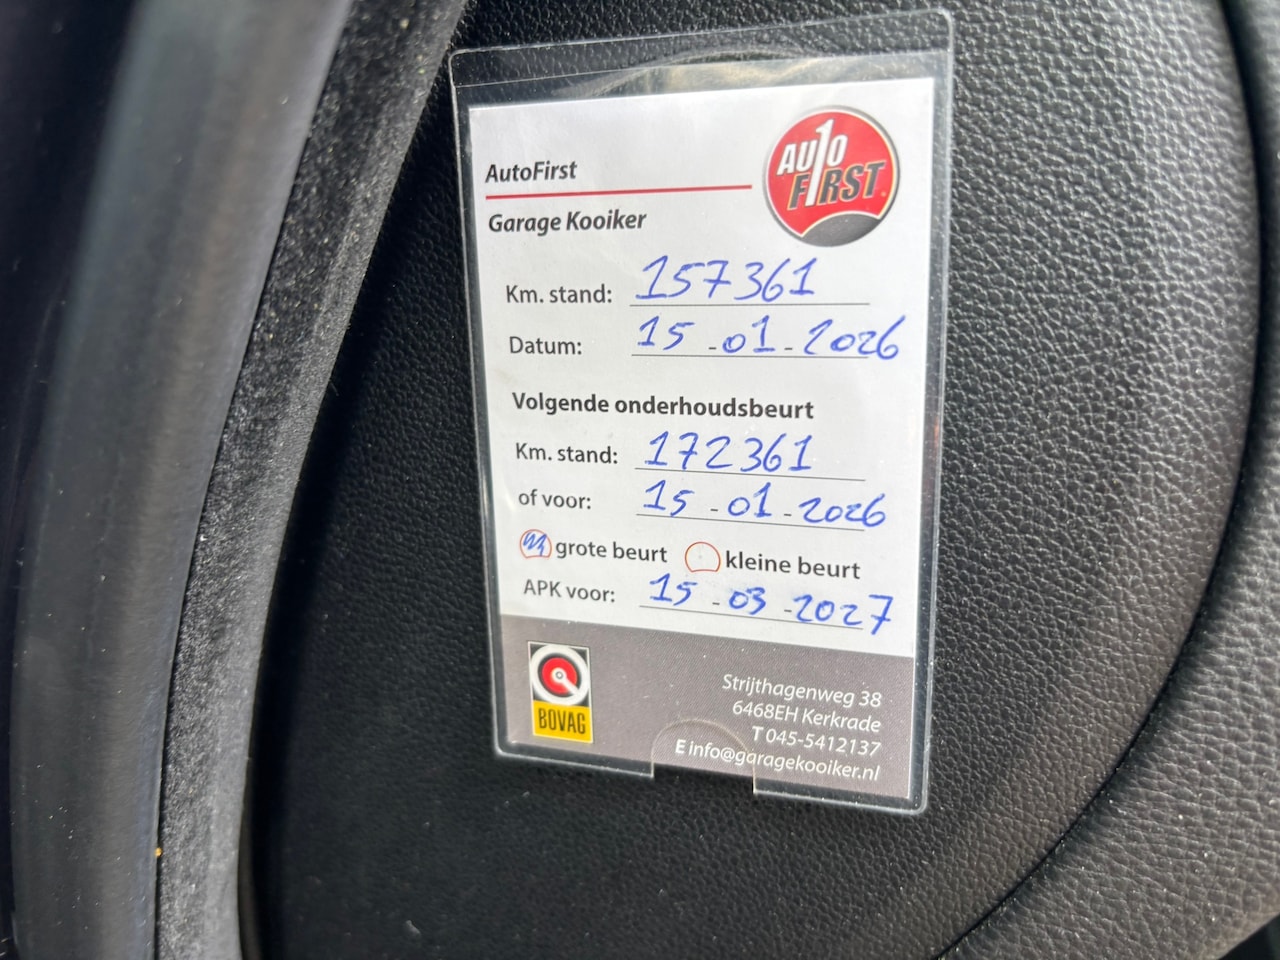 AutoFirst
AUTO FIRST
Garage Kooiker
Km. stand: 157361
Datum: 15-01-2026
Volgende onderhoudsbeurt
Km. stand: 172361
of voor: 15-01-2026
grote beurt kleine beurt
APK voor: 15-03-2027
BOVAG
Strijthagenweg 38
6468EH Kerkrade
T 045-5412137
E info@garagekooiker.nl